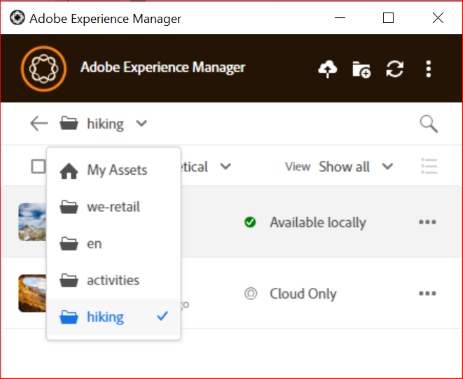 Adobe Experience Manager
Adobe Experience Manager
hiking
My Assets
etical
View Show all
we-retail
Available locally
en
activities
Cloud Only
go
hiking